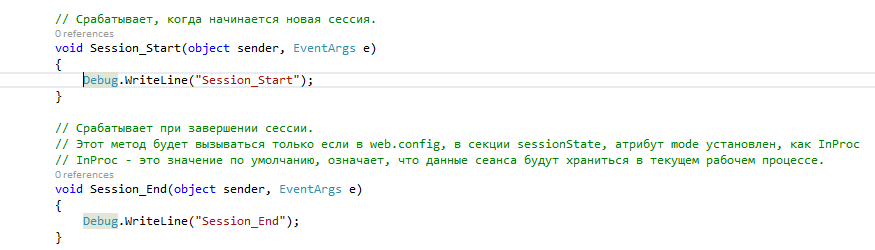 // Срабатывает, когда начинается новая сессия.
0 references
void Session_Start(object sender, EventArgs e)
{
Debug.WriteLine("Session_Start");
}
// Срабатывает при завершении сессии.
// Этот метод будет вызываться только если в web.config, в секции sessionState, атрибут mode установлен, как InProc
// InProc - это значение по умолчанию, означает, что данные сеанса будут храниться в текущем рабочем процессе.
0 references
void Session_End(object sender, EventArgs e)
{
Debug.WriteLine("Session_End");
}